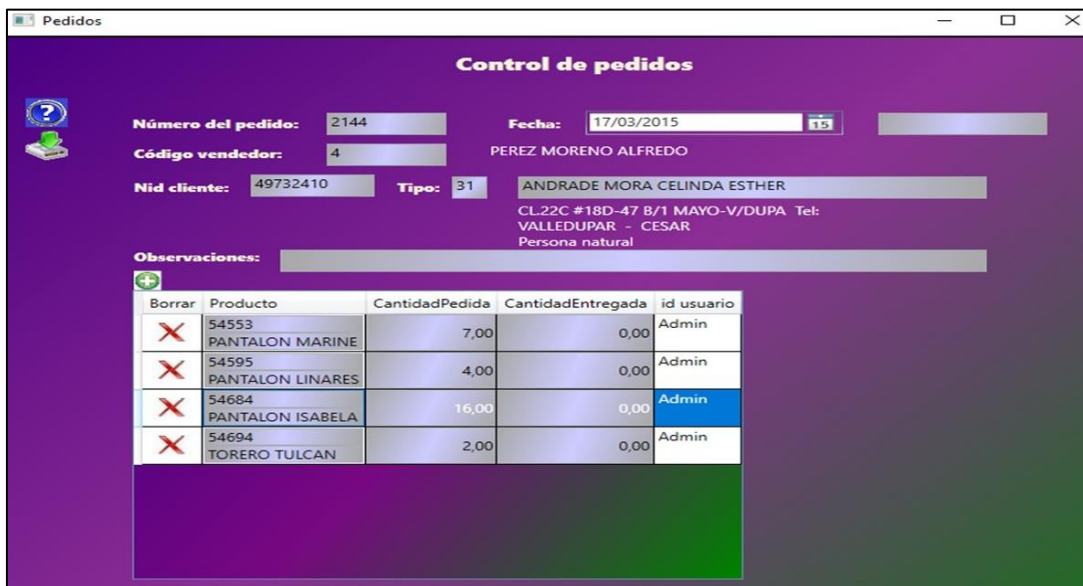 Pedidos
Control de pedidos
Número del pedido: 2144 Fecha: 17/03/2015 15
Código vendedor: 4 PEREZ MORENO ALFREDO
Nid cliente: 49732410 Tipo: 31 ANDRADE MORA CELINDA ESTHER
CL.22C #18D-47 B/1 MAYO-V/DUPA Tel:
VALLEDUPAR - CESAR
Persona natural
Observaciones:
Borrar Producto CantidadPedida CantidadEntregada id usuario
54553
PANTALON MARINE 7,00 0,00 Admin
54595
PANTALON LINARES 4,00 0,00 Admin
54684
PANTALON ISABELA 16,00 0,00 Admin
54694
TORERO TULCAN 2,00 0,00 Admin